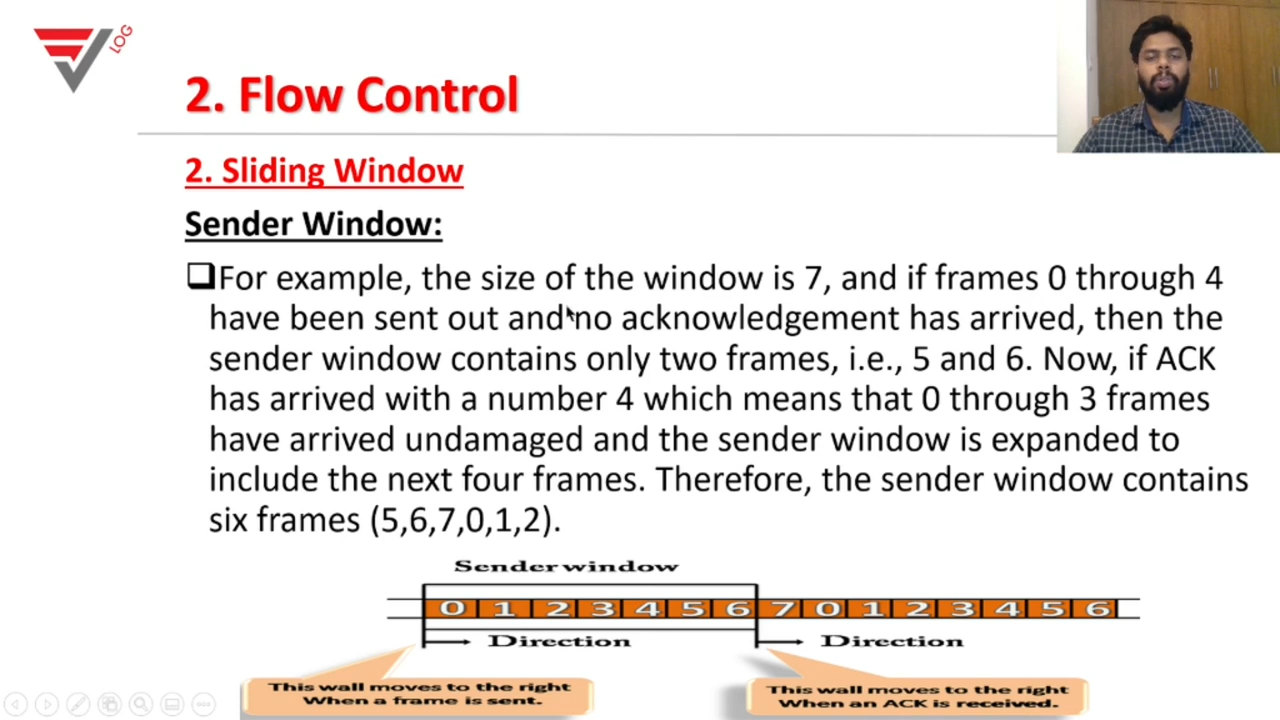 LOG
2. Flow Control
2. Sliding Window
Sender Window:
For example, the size of the window is 7, and if frames 0 through 4
have been sent out and no acknowledgement has arrived, then the
sender window contains only two frames, i.e., 5 and 6. Now, if ACK
has arrived with a number 4 which means that 0 through 3 frames
have arrived undamaged and the sender window is expanded to
include the next four frames. Therefore, the sender window contains
six frames (5,6,7,0,1,2).
Sender window
0 1 2 3 4 5 6 7 0 1 2 3 4 5 6
Direction Direction
This wall moves to the right
When a frame is sent.
This wall moves to the right
When an ACK is received.